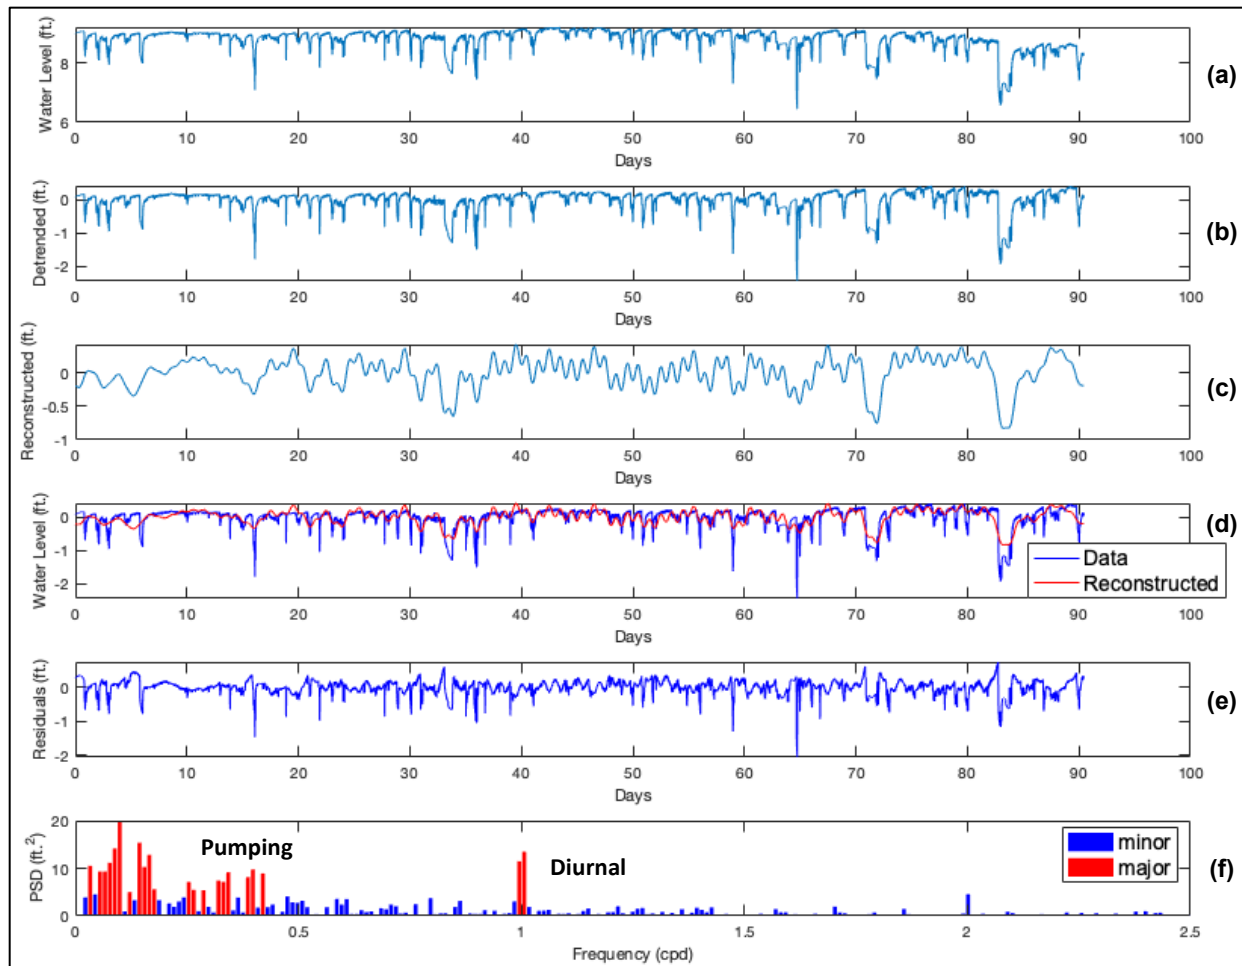 Water Level (ft.)
8
6
0 10 20 30 40 50 60 70 80 90 100
Days
(a)
Detrended (ft.)
0
-1
-2
0 10 20 30 40 50 60 70 80 90 100
Days
(b)
Reconstructed (ft.)
0
-0.5
-1
0 10 20 30 40 50 60 70 80 90 100
Days
(c)
Water Level (ft.)
0
-1
-2
0 10 20 30 40 50 60 70 80 90 100
Days
(d)
Data
Reconstructed
Residuals (ft.)
0
-1
-2
0 10 20 30 40 50 60 70 80 90 100
Days
(e)
PSD (ft.²)
20
10
0
Pumping
Diurnal
minor
major
(f)
0 0.5 1 1.5 2 2.5
Frequency (cpd)